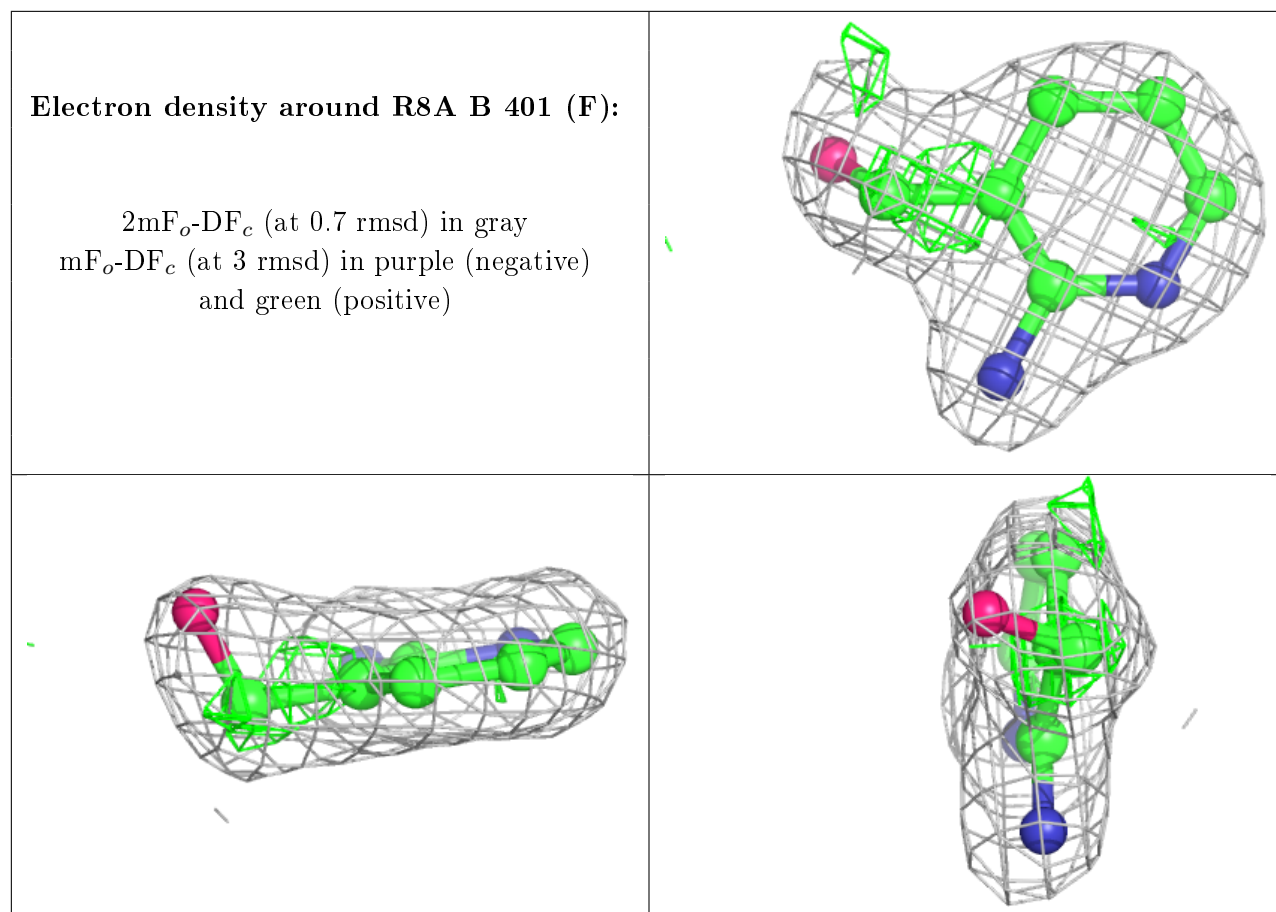 Electron density around R8A B 401 (F):
2mFₒ-DF𝒸 (at 0.7 rmsd) in gray
mFₒ-DF𝒸 (at 3 rmsd) in purple (negative)
and green (positive)